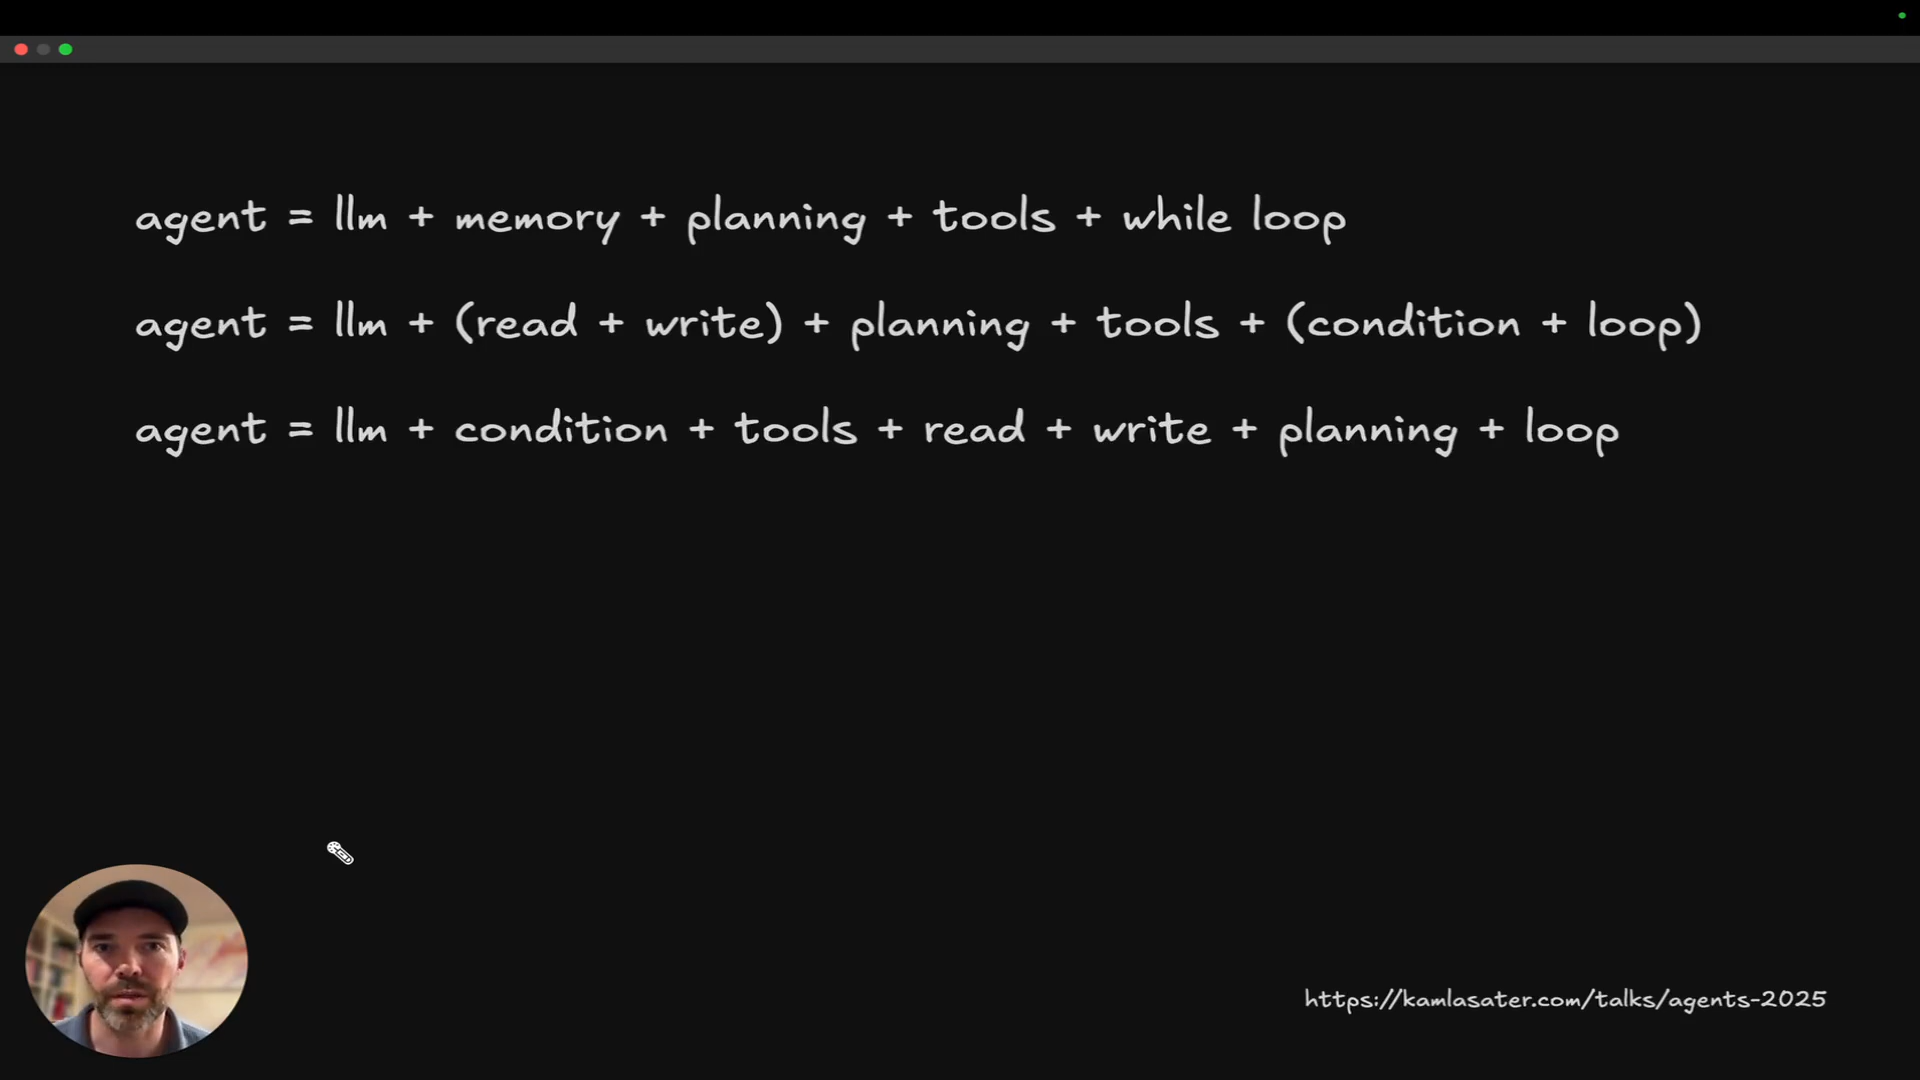 agent = llm + memory + planning + tools + while loop
agent = llm + (read + write) + planning + tools + (condition + loop)
agent = llm + condition + tools + read + write + planning + loop
https://kamlasater.com/talks/agents-2025